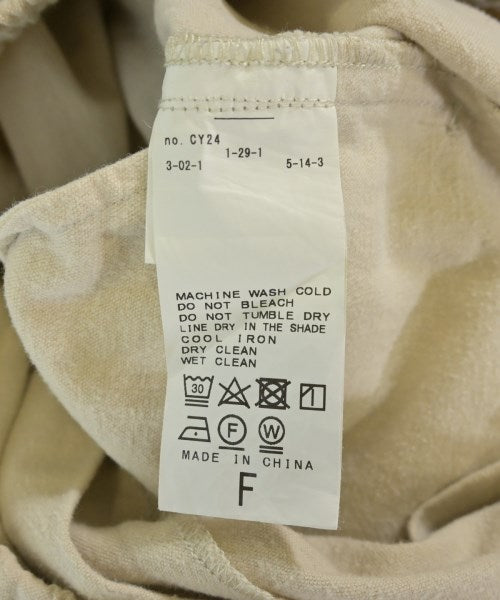 no. CY24
1-29-1
3-02-1 5-14-3
MACHINE WASH COLD
DO NOT BLEACH
DO NOT TUMBLE DRY
LINE DRY IN THE SHADE
COOL IRON
DRY CLEAN
WET CLEAN
30
F W
MADE IN CHINA
F